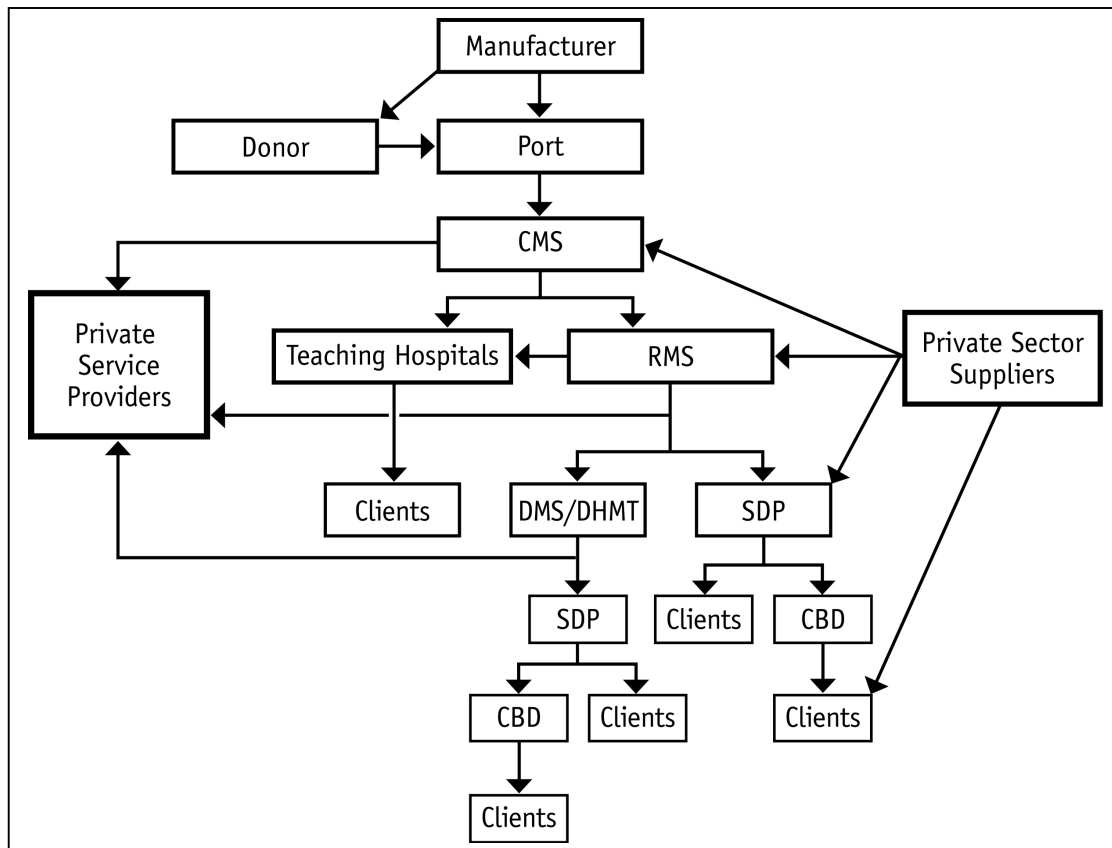 Manufacturer
Donor
Port
CMS
Private
Service
Providers
Teaching Hospitals
RMS
Private Sector
Suppliers
Clients
DMS/DHMT
SDP
SDP
Clients
CBD
CBD
Clients
Clients
Clients